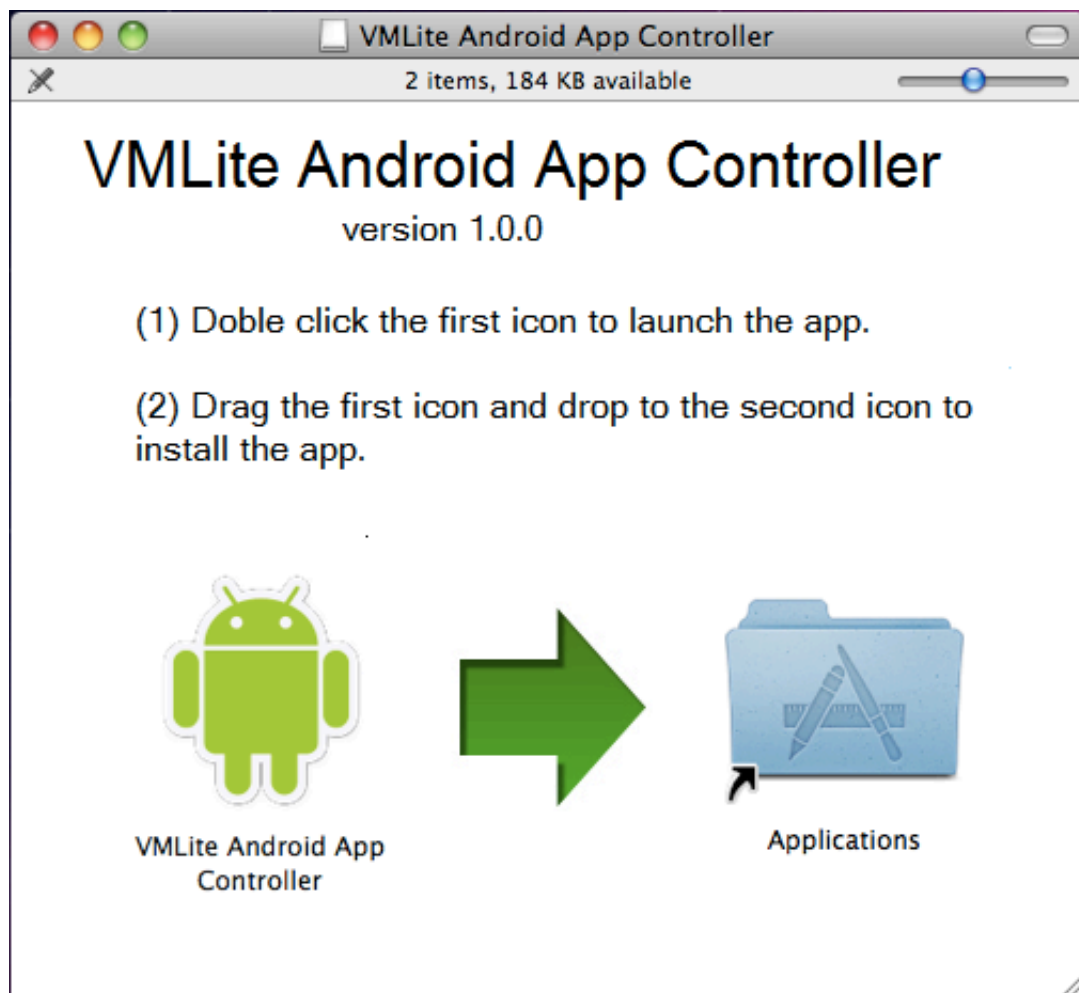 VMLite Android App Controller
2 items, 184 KB available
VMLite Android App Controller
version 1.0.0
(1) Doble click the first icon to launch the app.
(2) Drag the first icon and drop to the second icon to
install the app.
VMLite Android App
Controller
Applications